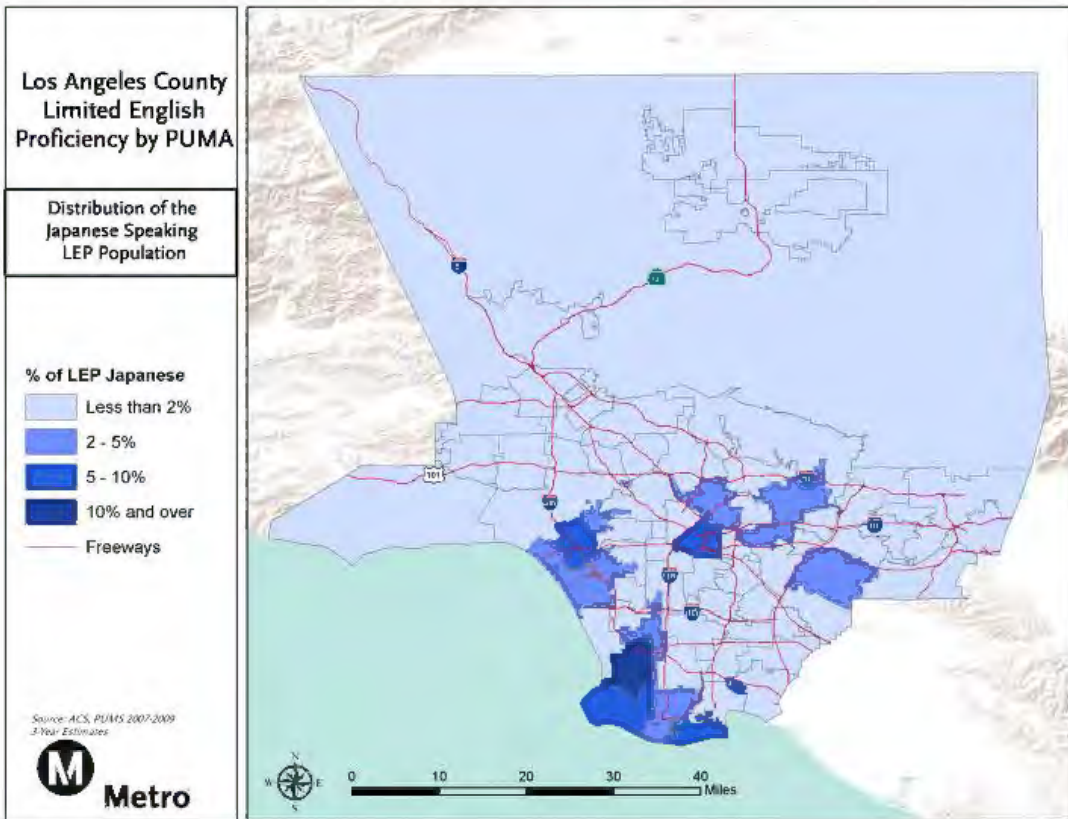 Los Angeles County
Limited English
Proficiency by PUMA
Distribution of the
Japanese Speaking
LEP Population
% of LEP Japanese
Less than 2%
2 - 5%
5 - 10%
10% and over
Freeways
Source: ACS, PUMS 2007-2009
3-Year Estimates
M
Metro
101
N
W E
S
0 10 20 30 40
Miles